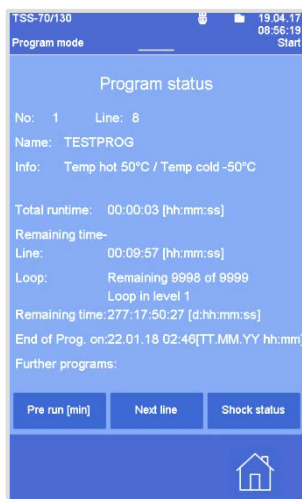 TSS-70/130
19.04.17
08:56:19
Program mode
Start
Program status
No: 1 Line: 8
Name: TESTPROG
Info: Temp hot 50°C / Temp cold -50°C
Total runtime: 00:00:03 [hh:mm:ss]
Remaining time-
Line: 00:09:57 [hh:mm:ss]
Loop: Remaining 9998 of 9999
Loop in level 1
Remaining time:277:17:50:27 [d:hh:mm:ss]
End of Prog. on:22.01.18 02:46[TT.MM.YY hh:mm]
Further programs:
Pre run [min] Next line Shock status